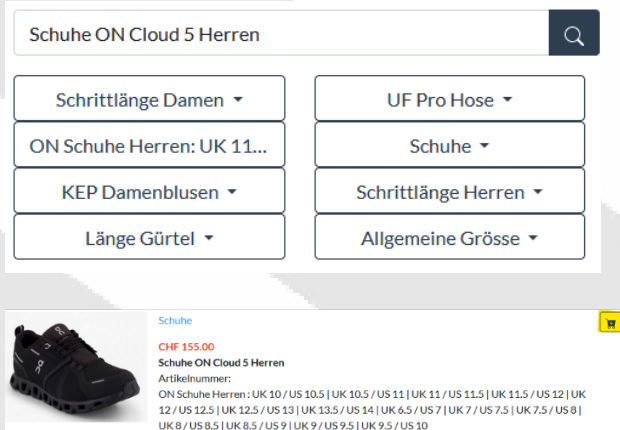 Schuhe ON Cloud 5 Herren
Schrittlänge Damen
UF Pro Hose
ON Schuhe Herren: UK 11...
Schuhe
KEP Damenblusen
Schrittlänge Herren
Länge Gürtel
Allgemeine Grösse
Schuhe
CHF 155.00
Schuhe ON Cloud 5 Herren
Artikelnummer:
ON Schuhe Herren : UK 10 / US 10.5 | UK 10.5 / US 11 | UK 11 / US 11.5 | UK 11.5 / US 12 | UK
12 / US 12.5 | UK 12.5 / US 13 | UK 13.5 / US 14 | UK 6.5 / US 7 | UK 7 / US 7.5 | UK 7.5 / US 8 |
UK 8 / US 8.5 | UK 8.5 / US 9 | UK 9 / US 9.5 | UK 9.5 / US 10